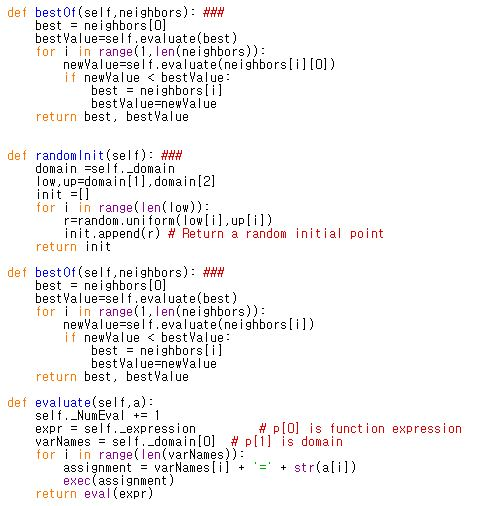 def bestOf(self,neighbors): ###
    best = neighbors[0]
    bestValue=self.evaluate(best)
    for i in range(1,len(neighbors)):
        newValue=self.evaluate(neighbors[i][0])
        if newValue < bestValue:
            best = neighbors[i]
            bestValue=newValue
    return best, bestValue
def randomInit(self): ###
    domain =self._domain
    low,up=domain[1],domain[2]
    init =[]
    for i in range(len(low)):
        r=random.uniform(low[i],up[i])
        init.append(r) # Return a random initial point
    return init
def bestOf(self,neighbors): ###
    best = neighbors[0]
    bestValue=self.evaluate(best)
    for i in range(1,len(neighbors)):
        newValue=self.evaluate(neighbors[i])
        if newValue < bestValue:
            best = neighbors[i]
            bestValue=newValue
    return best, bestValue
def evaluate(self,a):
    self._NumEval += 1
    expr = self._expression         # p[0] is function expression
    varNames = self._domain[0]  # p[1] is domain
    for i in range(len(varNames)):
        assignment = varNames[i] + '=' + str(a[i])
        exec(assignment)
    return eval(expr)